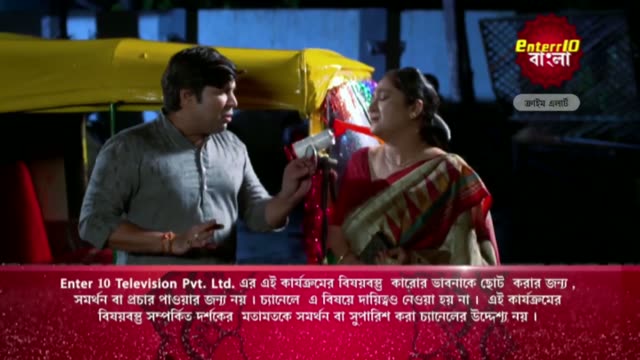 Enterr10
বাংলা
ক্রাইম এলার্ট
Enter 10 Television Pvt. Ltd. এর এই কার্যক্রমের বিষয়বস্তু কারোর ভাবনাকে ছোট করার জন্য ,
সমর্থন বা প্রচার পাওয়ার জন্য নয় । চ্যানেলে এ বিষয়ে দায়িত্বও নেওয়া হয় না । এই কার্যক্রমের
বিষয়বস্তু সম্পর্কিত দর্শকের মতামতকে সমর্থন বা সুপারিশ করা চ্যানেলের উদ্দেশ্য নয় ।